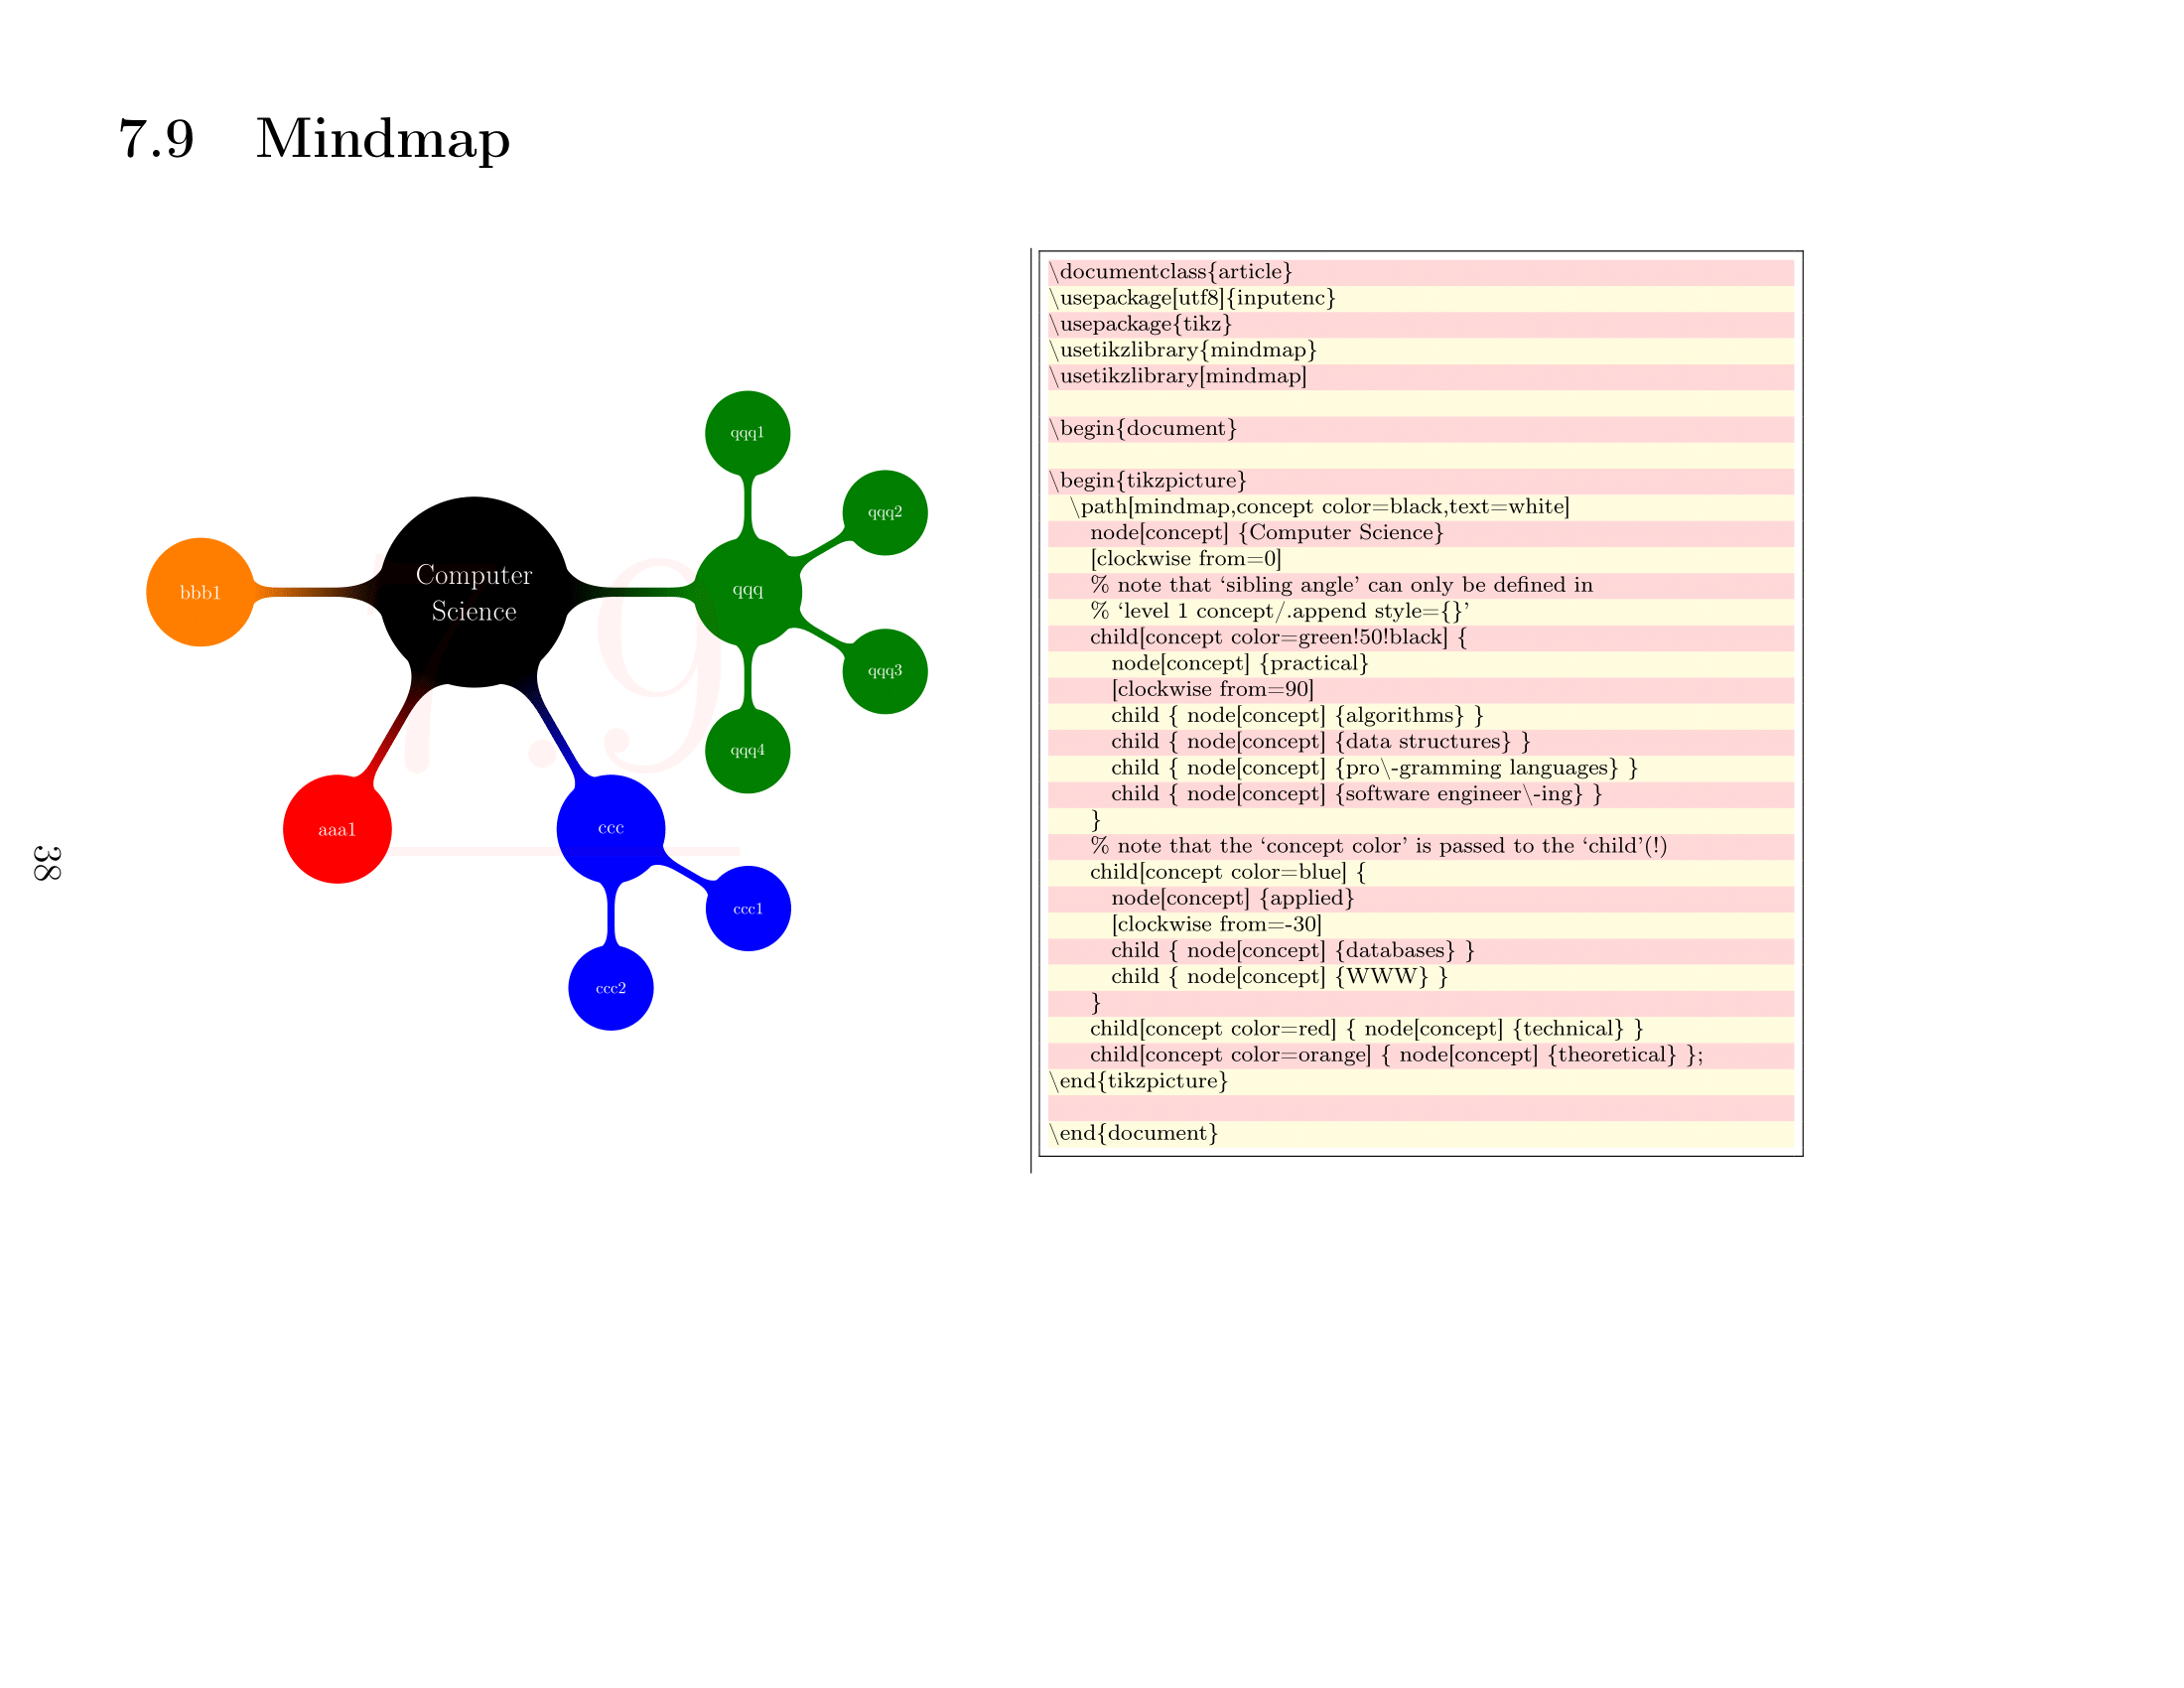 7.9 Mindmap
qqq1
qqq2
bbb1
Computer
Science
qqq
7.9
qqq3
qqq4
aaa1
ccc
ccc1
ccc2
\documentclass{article}
\usepackage[utf8]{inputenc}
\usepackage{tikz}
\usetikzlibrary{mindmap}
\usetikzlibrary[mindmap]
\begin{document}
\begin{tikzpicture}
\path[mindmap,concept color=black,text=white]
node[concept] {Computer Science}
[clockwise from=0]
% note that ‘sibling angle’ can only be defined in
% ‘level 1 concept/.append style={}’
child[concept color=green!50!black] {
node[concept] {practical}
[clockwise from=90]
child { node[concept] {algorithms} }
child { node[concept] {data structures} }
child { node[concept] {pro\-gramming languages} }
child { node[concept] {software engineer\-ing} }
}
% note that the ‘concept color’ is passed to the ‘child’(!)
child[concept color=blue] {
node[concept] {applied}
[clockwise from=-30]
child { node[concept] {databases} }
child { node[concept] {WWW} }
}
child[concept color=red] { node[concept] {technical} }
child[concept color=orange] { node[concept] {theoretical} };
\end{tikzpicture}
\end{document}
38